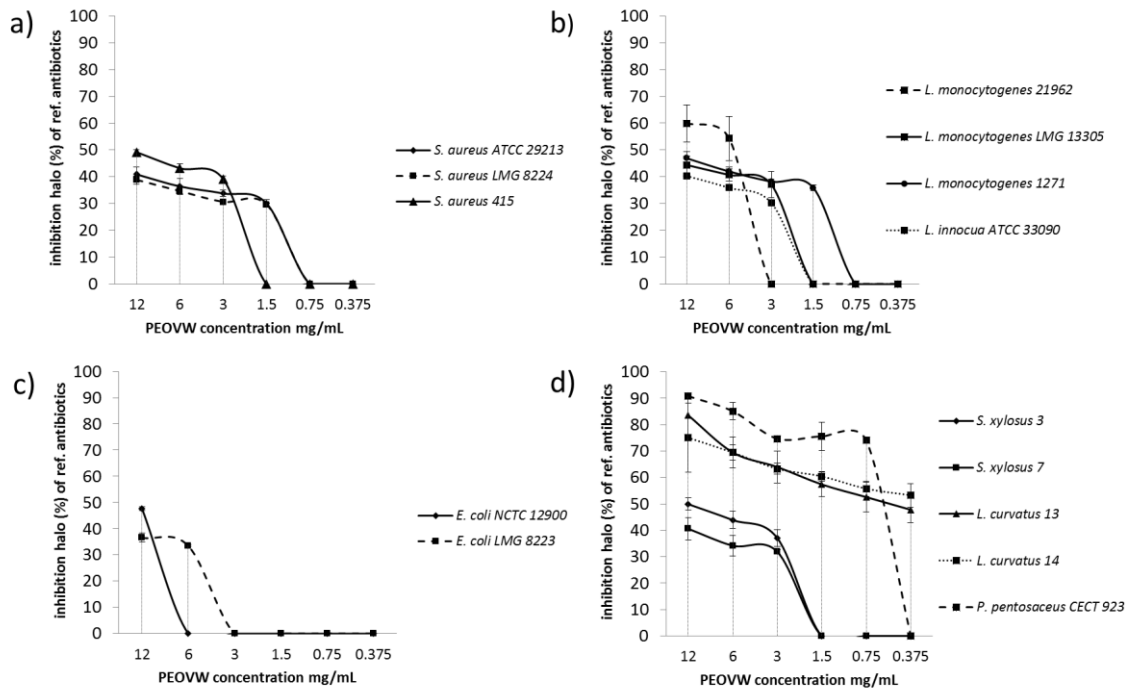 a)
inhibition halo (%) of ref. antibiotics
100
90
80
70
60
50
40
30
20
10
0
12 6 3 1.5 0.75 0.375
PEOVW concentration mg/mL
S. aureus ATCC 29213
S. aureus LMG 8224
S. aureus 415
b)
inhibition halo (%) of ref. antibiotics
100
90
80
70
60
50
40
30
20
10
0
12 6 3 1.5 0.75 0.375
PEOVW concentration mg/mL
L. monocytogenes 21962
L. monocytogenes LMG 13305
L. monocytogenes 1271
L. innocua ATCC 33090
c)
inhibition halo (%) of ref. antibiotics
100
90
80
70
60
50
40
30
20
10
0
12 6 3 1.5 0.75 0.375
PEOVW concentration mg/mL
E. coli NCTC 12900
E. coli LMG 8223
d)
inhibition halo (%) of ref. antibiotics
100
90
80
70
60
50
40
30
20
10
0
12 6 3 1.5 0.75 0.375
PEOVW concentration mg/mL
S. xylosus 3
S. xylosus 7
L. curvatus 13
L. curvatus 14
P. pentosaceus CECT 923